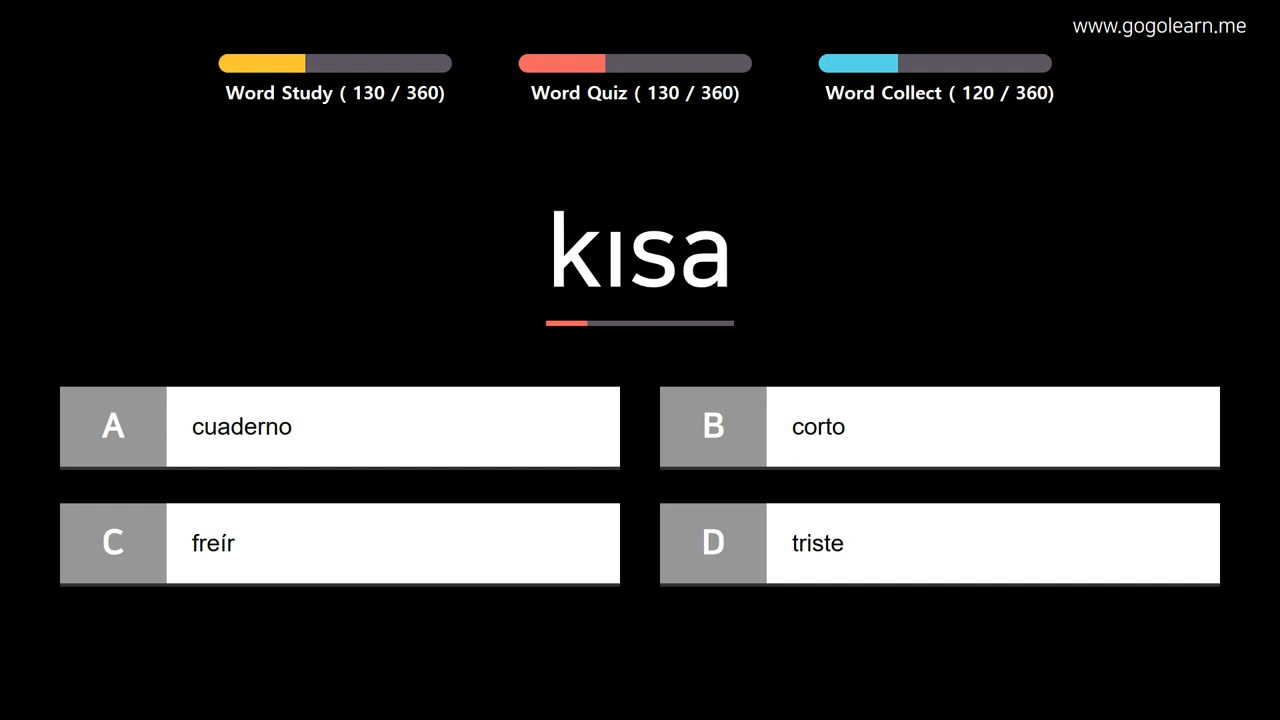 www.gogolearn.me
Word Study ( 130 / 360)
Word Quiz ( 130 / 360)
Word Collect ( 120 / 360)
kısa
A
cuaderno
B
corto
C
freír
D
triste